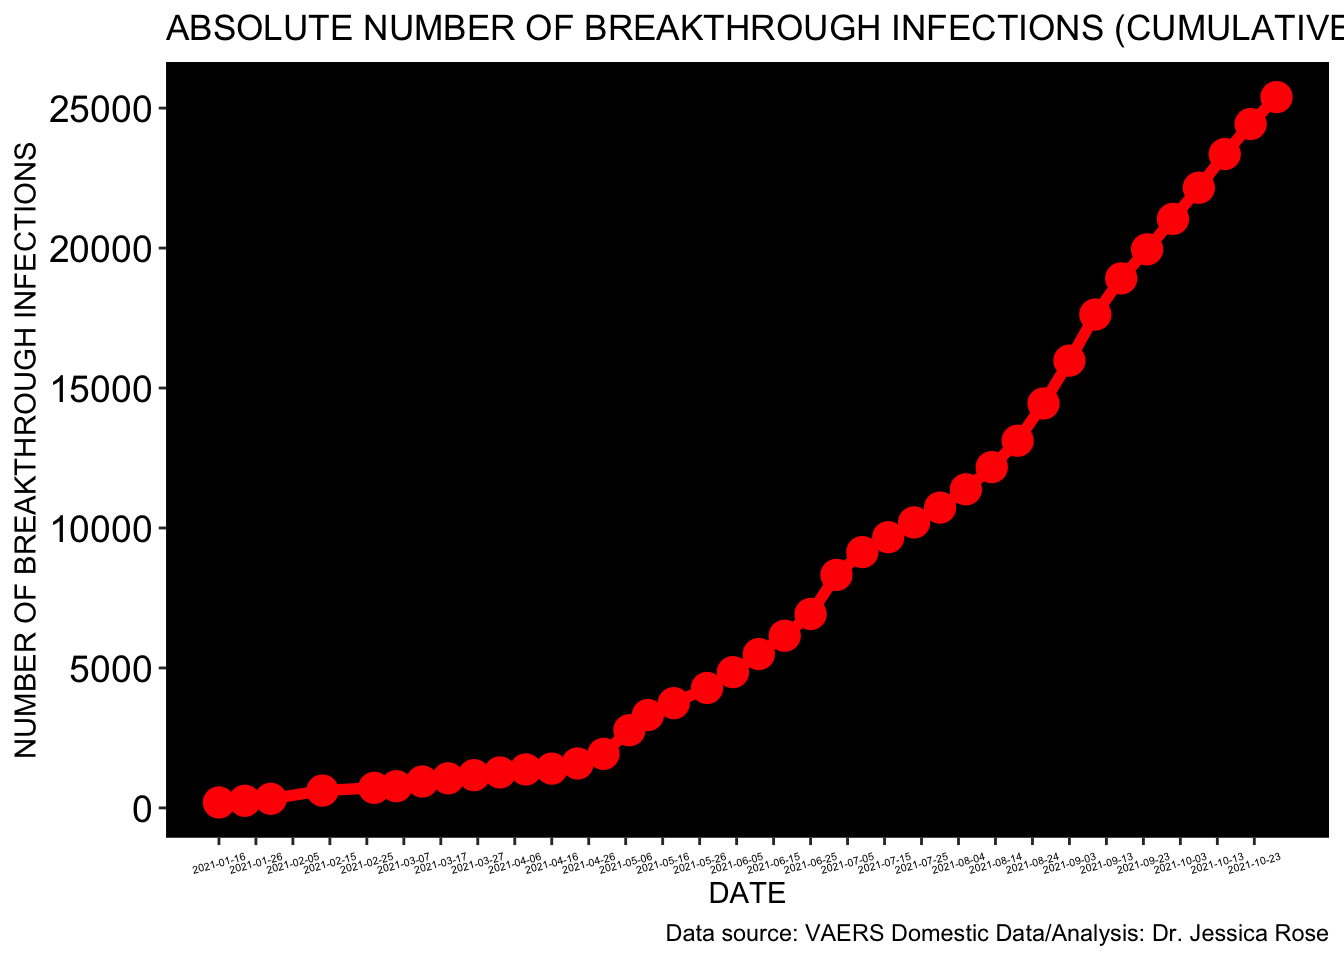 ABSOLUTE NUMBER OF BREAKTHROUGH INFECTIONS (CUMULATIVE
NUMBER OF BREAKTHROUGH INFECTIONS
25000
20000
15000
10000
5000
0
2021-01-16 2021-01-26 2021-02-05 2021-02-15 2021-02-25 2021-03-07 2021-03-17 2021-03-27 2021-04-06 2021-04-16 2021-04-26 2021-05-06 2021-05-16 2021-05-26 2021-06-05 2021-06-15 2021-06-25 2021-07-05 2021-07-15 2021-07-25 2021-08-04 2021-08-14 2021-08-24 2021-09-03 2021-09-13 2021-09-23 2021-10-03 2021-10-13 2021-10-23
DATE
Data source: VAERS Domestic Data/Analysis: Dr. Jessica Rose